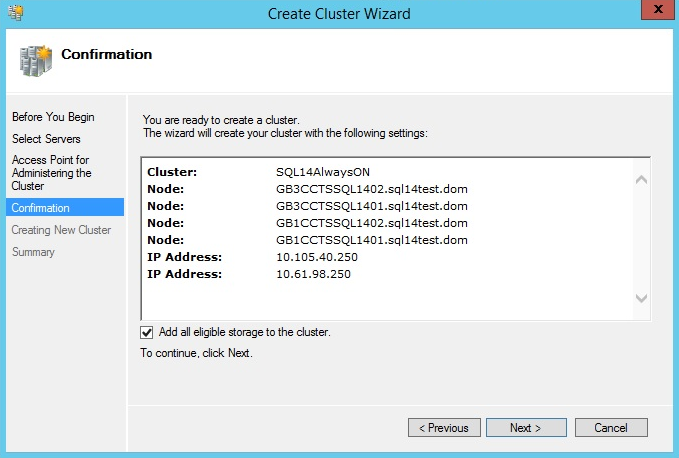 Create Cluster Wizard
x
Confirmation
Before You Begin
Select Servers
Access Point for
Administering the
Cluster
Confirmation
Creating New Cluster
Summary
You are ready to create a cluster.
The wizard will create your cluster with the following settings:
Cluster: SQL14AlwaysON
Node: GB3CCTSSQL1402.sql14test.dom
Node: GB3CCTSSQL1401.sql14test.dom
Node: GB1CCTSSQL1402.sql14test.dom
Node: GB1CCTSSQL1401.sql14test.dom
IP Address: 10.105.40.250
IP Address: 10.61.98.250
Add all eligible storage to the cluster.
To continue, click Next.
< Previous Next > Cancel